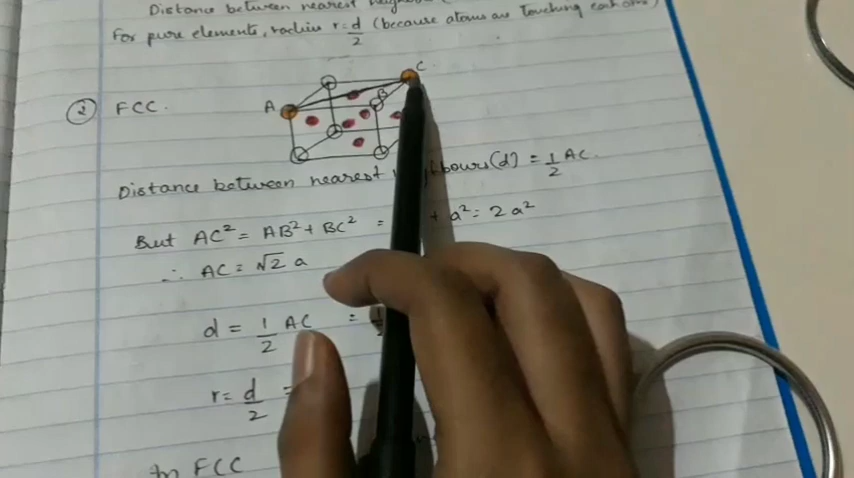 Distance between nearest
For pure elements, radius r = d/2 (because atoms are touching each
② FCC.
A B C
Distance between nearest bours(d) = 1/2 AC.
But AC² = AB² + BC² = + a² = 2a²
∴ AC = √2 a
d = 1/2 AC =
r = d/2 =
In FCC